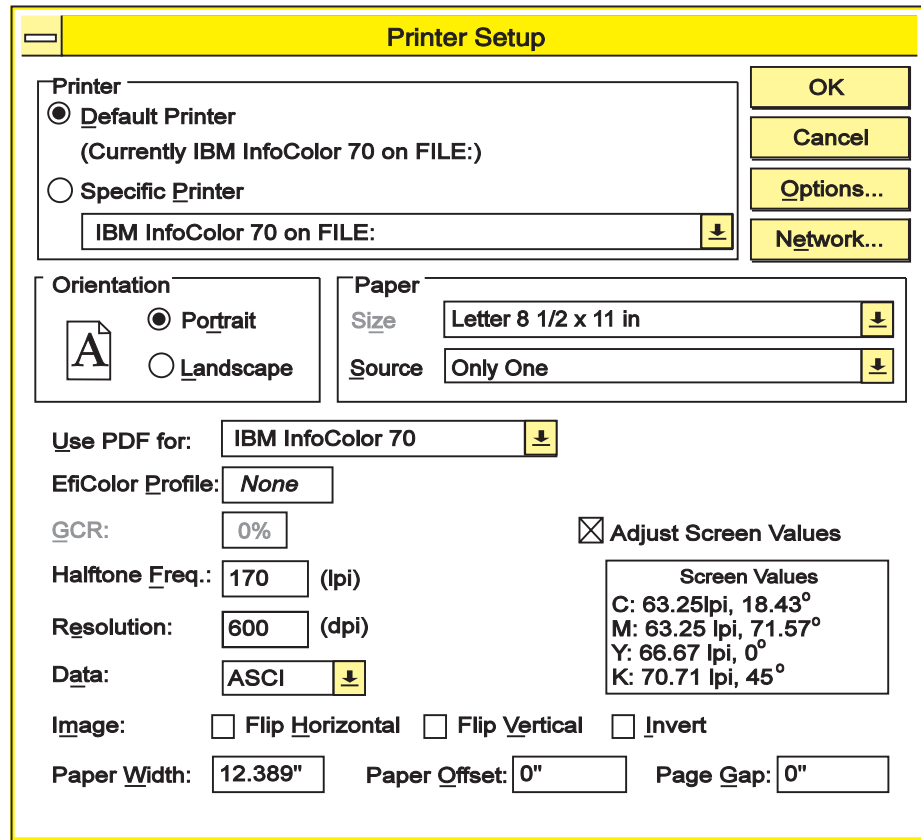 Printer Setup
Printer
Default Printer
(Currently IBM InfoColor 70 on FILE:)
Specific Printer
IBM InfoColor 70 on FILE:
OK
Cancel
Options...
Network...
Orientation
A
Portrait
Landscape
Paper
Size Letter 8 1/2 x 11 in
Source Only One
Use PDF for: IBM InfoColor 70
EfiColor Profile: None
GCR: 0%
Halftone Freq.: 170 (lpi)
Resolution: 600 (dpi)
Data: ASCI
Adjust Screen Values
Screen Values
C: 63.25lpi, 18.43°
M: 63.25 lpi, 71.57°
Y: 66.67 lpi, 0°
K: 70.71 lpi, 45°
Image: Flip Horizontal Flip Vertical Invert
Paper Width: 12.389" Paper Offset: 0" Page Gap: 0"